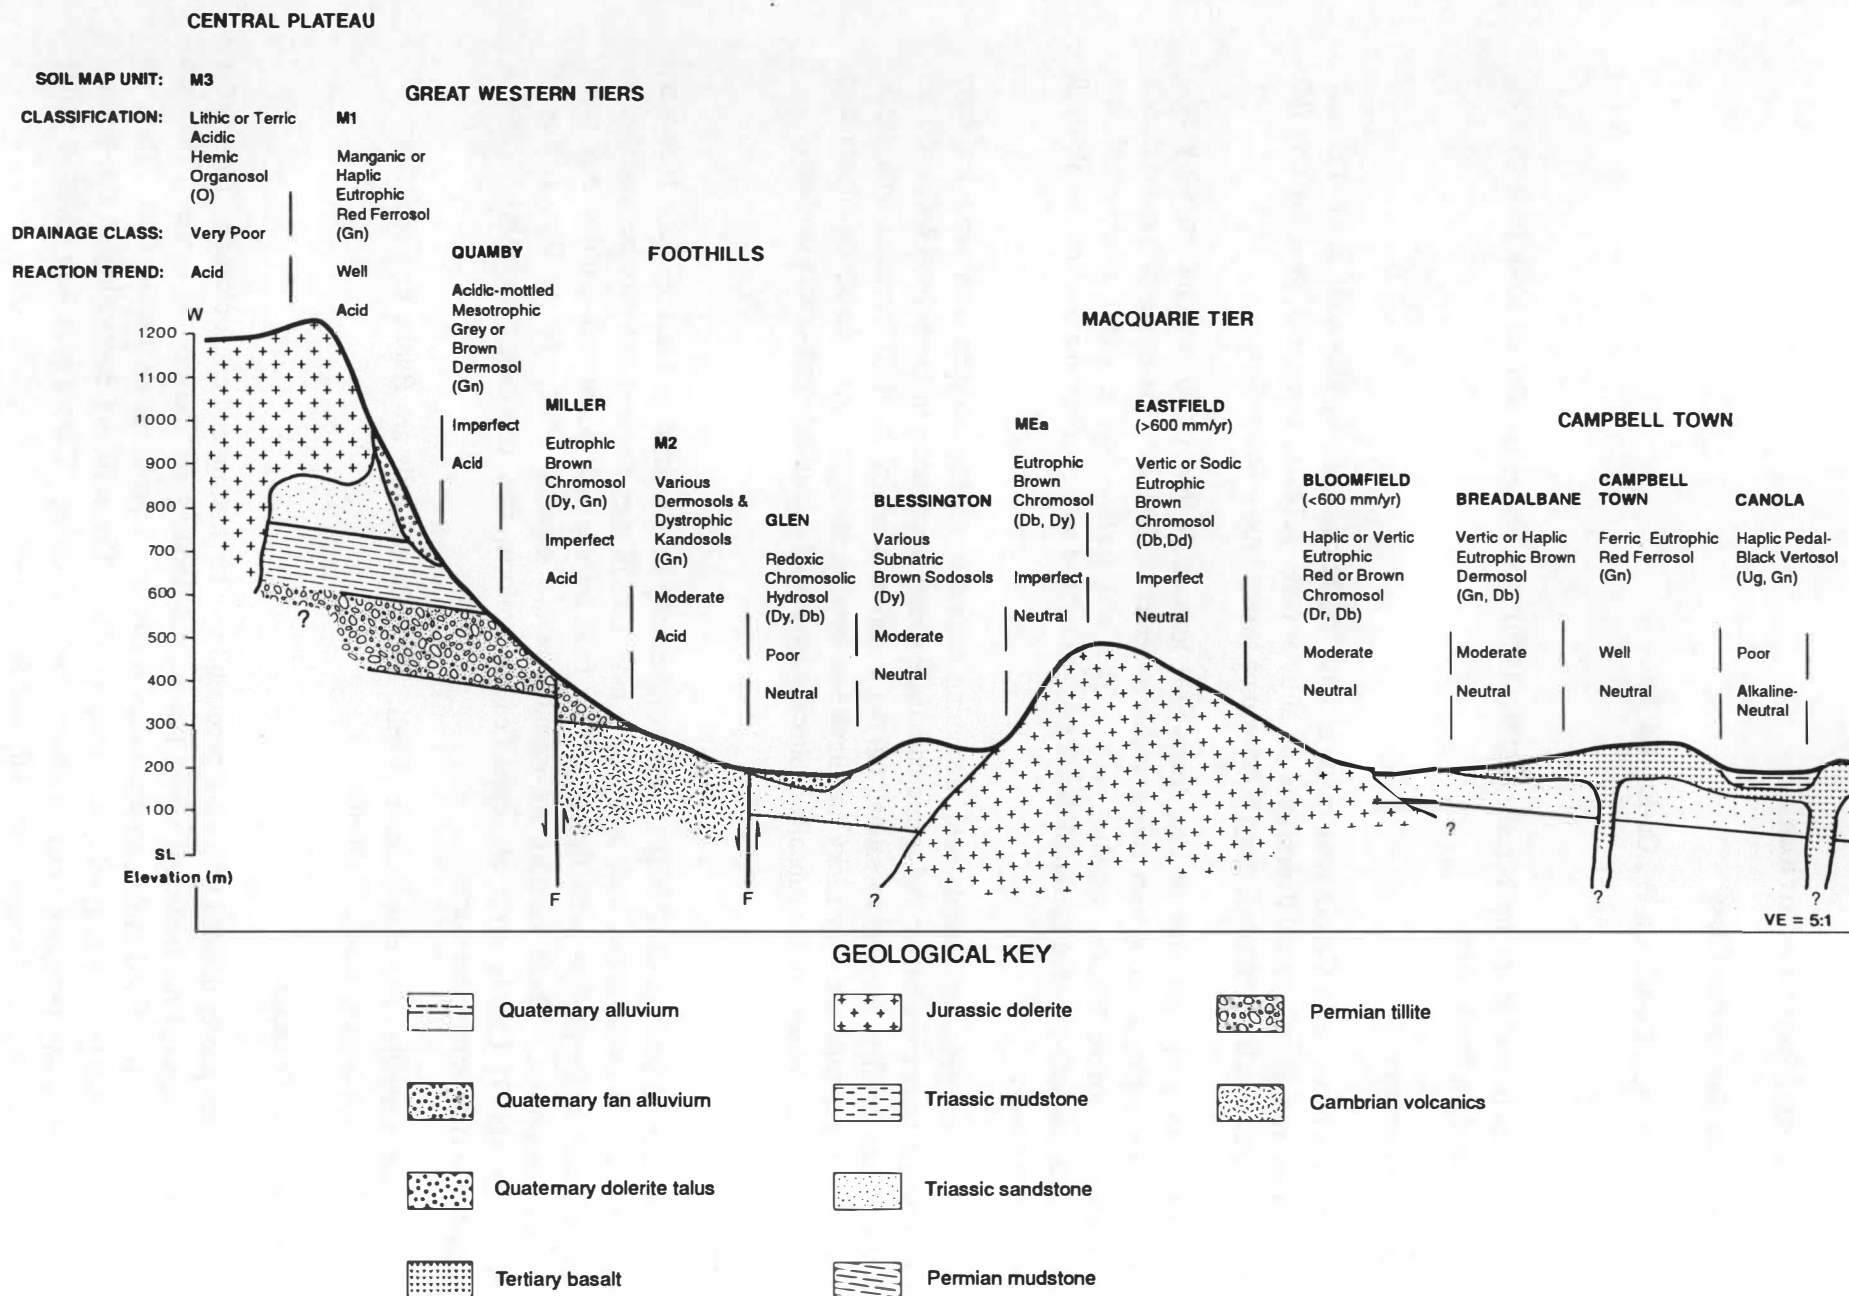 CENTRAL PLATEAU
SOIL MAP UNIT: M3
GREAT WESTERN TIERS
CLASSIFICATION:
Lithic or Terric
Acidic
Hemic
Organosol
(O)
DRAINAGE CLASS: Very Poor
REACTION TREND: Acid
M1
Manganic or
Haplic
Eutrophic
Red Ferrosol
(Gn)
Well
Acid
QUAMBY
Acidic-mottled
Mesotrophic
Grey or
Brown
Dermosol
(Gn)
Imperfect
Acid
FOOTHILLS
MILLER
Eutrophic
Brown
Chromosol
(Dy, Gn)
Imperfect
Acid
M2
Various
Dermosols &
Dystrophic
Kandosols
(Gn)
Moderate
Acid
GLEN
Redoxic
Chromosolic
Hydrosol
(Dy, Db)
Poor
Neutral
BLESSINGTON
Various
Subnatric
Brown Sodosols
(Dy)
Moderate
Neutral
MACQUARIE TIER
MEa
Eutrophic
Brown
Chromosol
(Db, Dy)
Imperfect
Neutral
EASTFIELD
(>600 mm/yr)
Vertic or Sodic
Eutrophic
Brown
Chromosol
(Db,Dd)
Imperfect
Neutral
BLOOMFIELD
(<600 mm/yr)
Haplic or Vertic
Eutrophic
Red or Brown
Chromosol
(Dr, Db)
Moderate
Neutral
CAMPBELL TOWN
BREADALBANE
Vertic or Haplic
Eutrophic Brown
Dermosol
(Gn, Db)
Moderate
Neutral
CAMPBELL
TOWN
Ferric Eutrophic
Red Ferrosol
(Gn)
Well
Neutral
CANOLA
Haplic Pedal-
Black Vertosol
(Ug, Gn)
Poor
Alkaline-
Neutral
W
1200
1100
1000
900
800
700
600
500
400
300
200
100
SL
Elevation (m)
?
F
F
?
?
?
?
VE = 5:1
GEOLOGICAL KEY
Quaternary alluvium
Jurassic dolerite
Permian tillite
Quaternary fan alluvium
Triassic mudstone
Cambrian volcanics
Quaternary dolerite talus
Triassic sandstone
Tertiary basalt
Permian mudstone